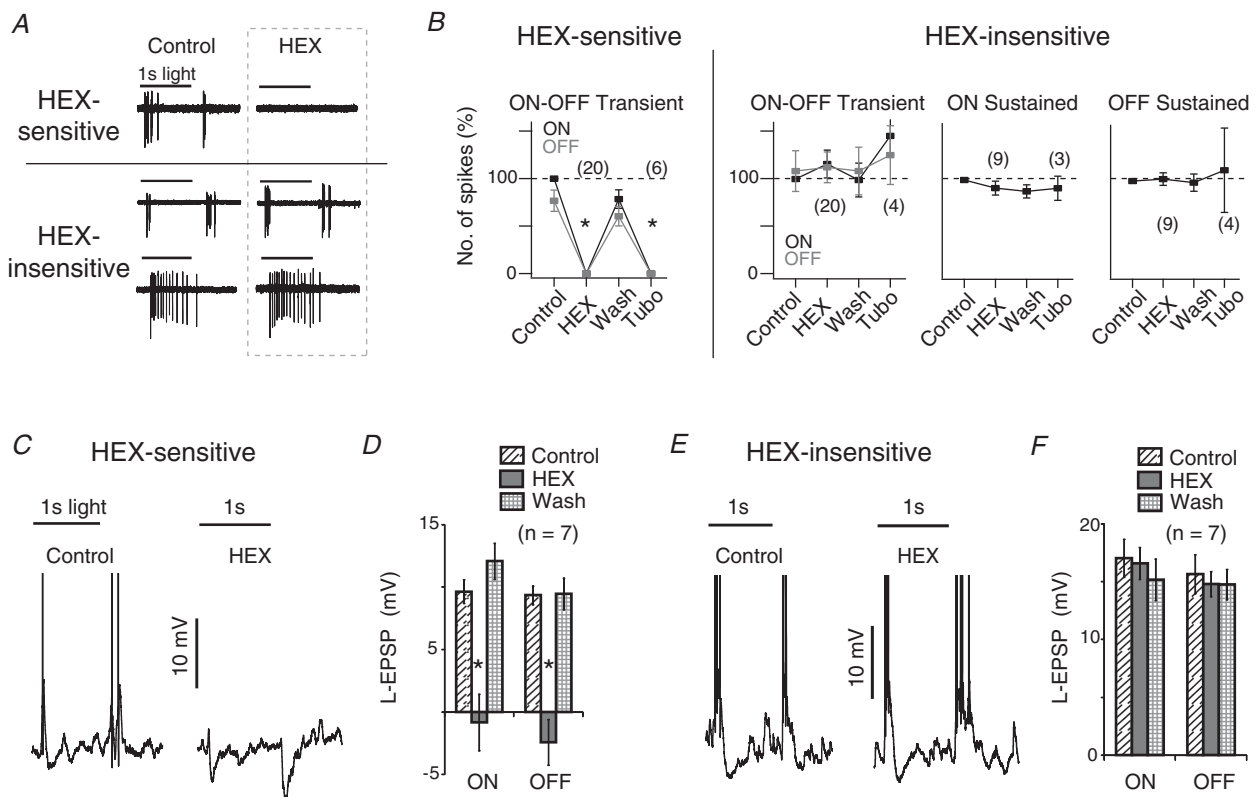 A
Control
HEX
1s light
HEX-
sensitive
HEX-
insensitive
B
HEX-sensitive
HEX-insensitive
ON-OFF Transient
ON
OFF
(20)
(6)
No. of spikes (%)
100
0
*
*
Control
HEX
Wash
Tubo
ON-OFF Transient
100
0
(20)
(4)
ON
OFF
Control
HEX
Wash
Tubo
ON Sustained
(9)
(3)
Control
HEX
Wash
Tubo
OFF Sustained
(9)
(4)
Control
HEX
Wash
Tubo
C
HEX-sensitive
1s light
1s
Control
HEX
10 mV
D
Control
HEX
Wash
(n = 7)
L-EPSP (mV)
15
5
-5
*
*
ON
OFF
E
HEX-insensitive
1s
1s
Control
HEX
10 mV
F
Control
HEX
Wash
(n = 7)
L-EPSP (mV)
20
10
0
ON
OFF